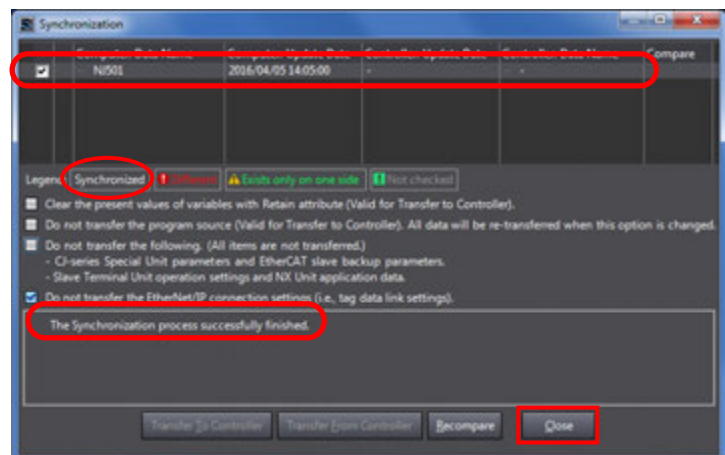 Synchronization
Computer Data Name Computer Update Date Controller Update Date Controller Data Name Compare
NJ501 2016/04/05 14:05:00 - -
Legend: Synchronized Different Exists only on one side Not checked
Clear the present values of variables with Retain attribute (Valid for Transfer to Controller).
Do not transfer the program source (Valid for Transfer to Controller). All data will be re-transferred when this option is changed.
Do not transfer the following. (All items are not transferred.)
- CJ-series Special Unit parameters and EtherCAT slave backup parameters.
- Slave Terminal Unit operation settings and NX Unit application data.
Do not transfer the EtherNet/IP connection settings (i.e., tag data link settings).
The Synchronization process successfully finished.
Transfer To Controller Transfer From Controller Recompare Close